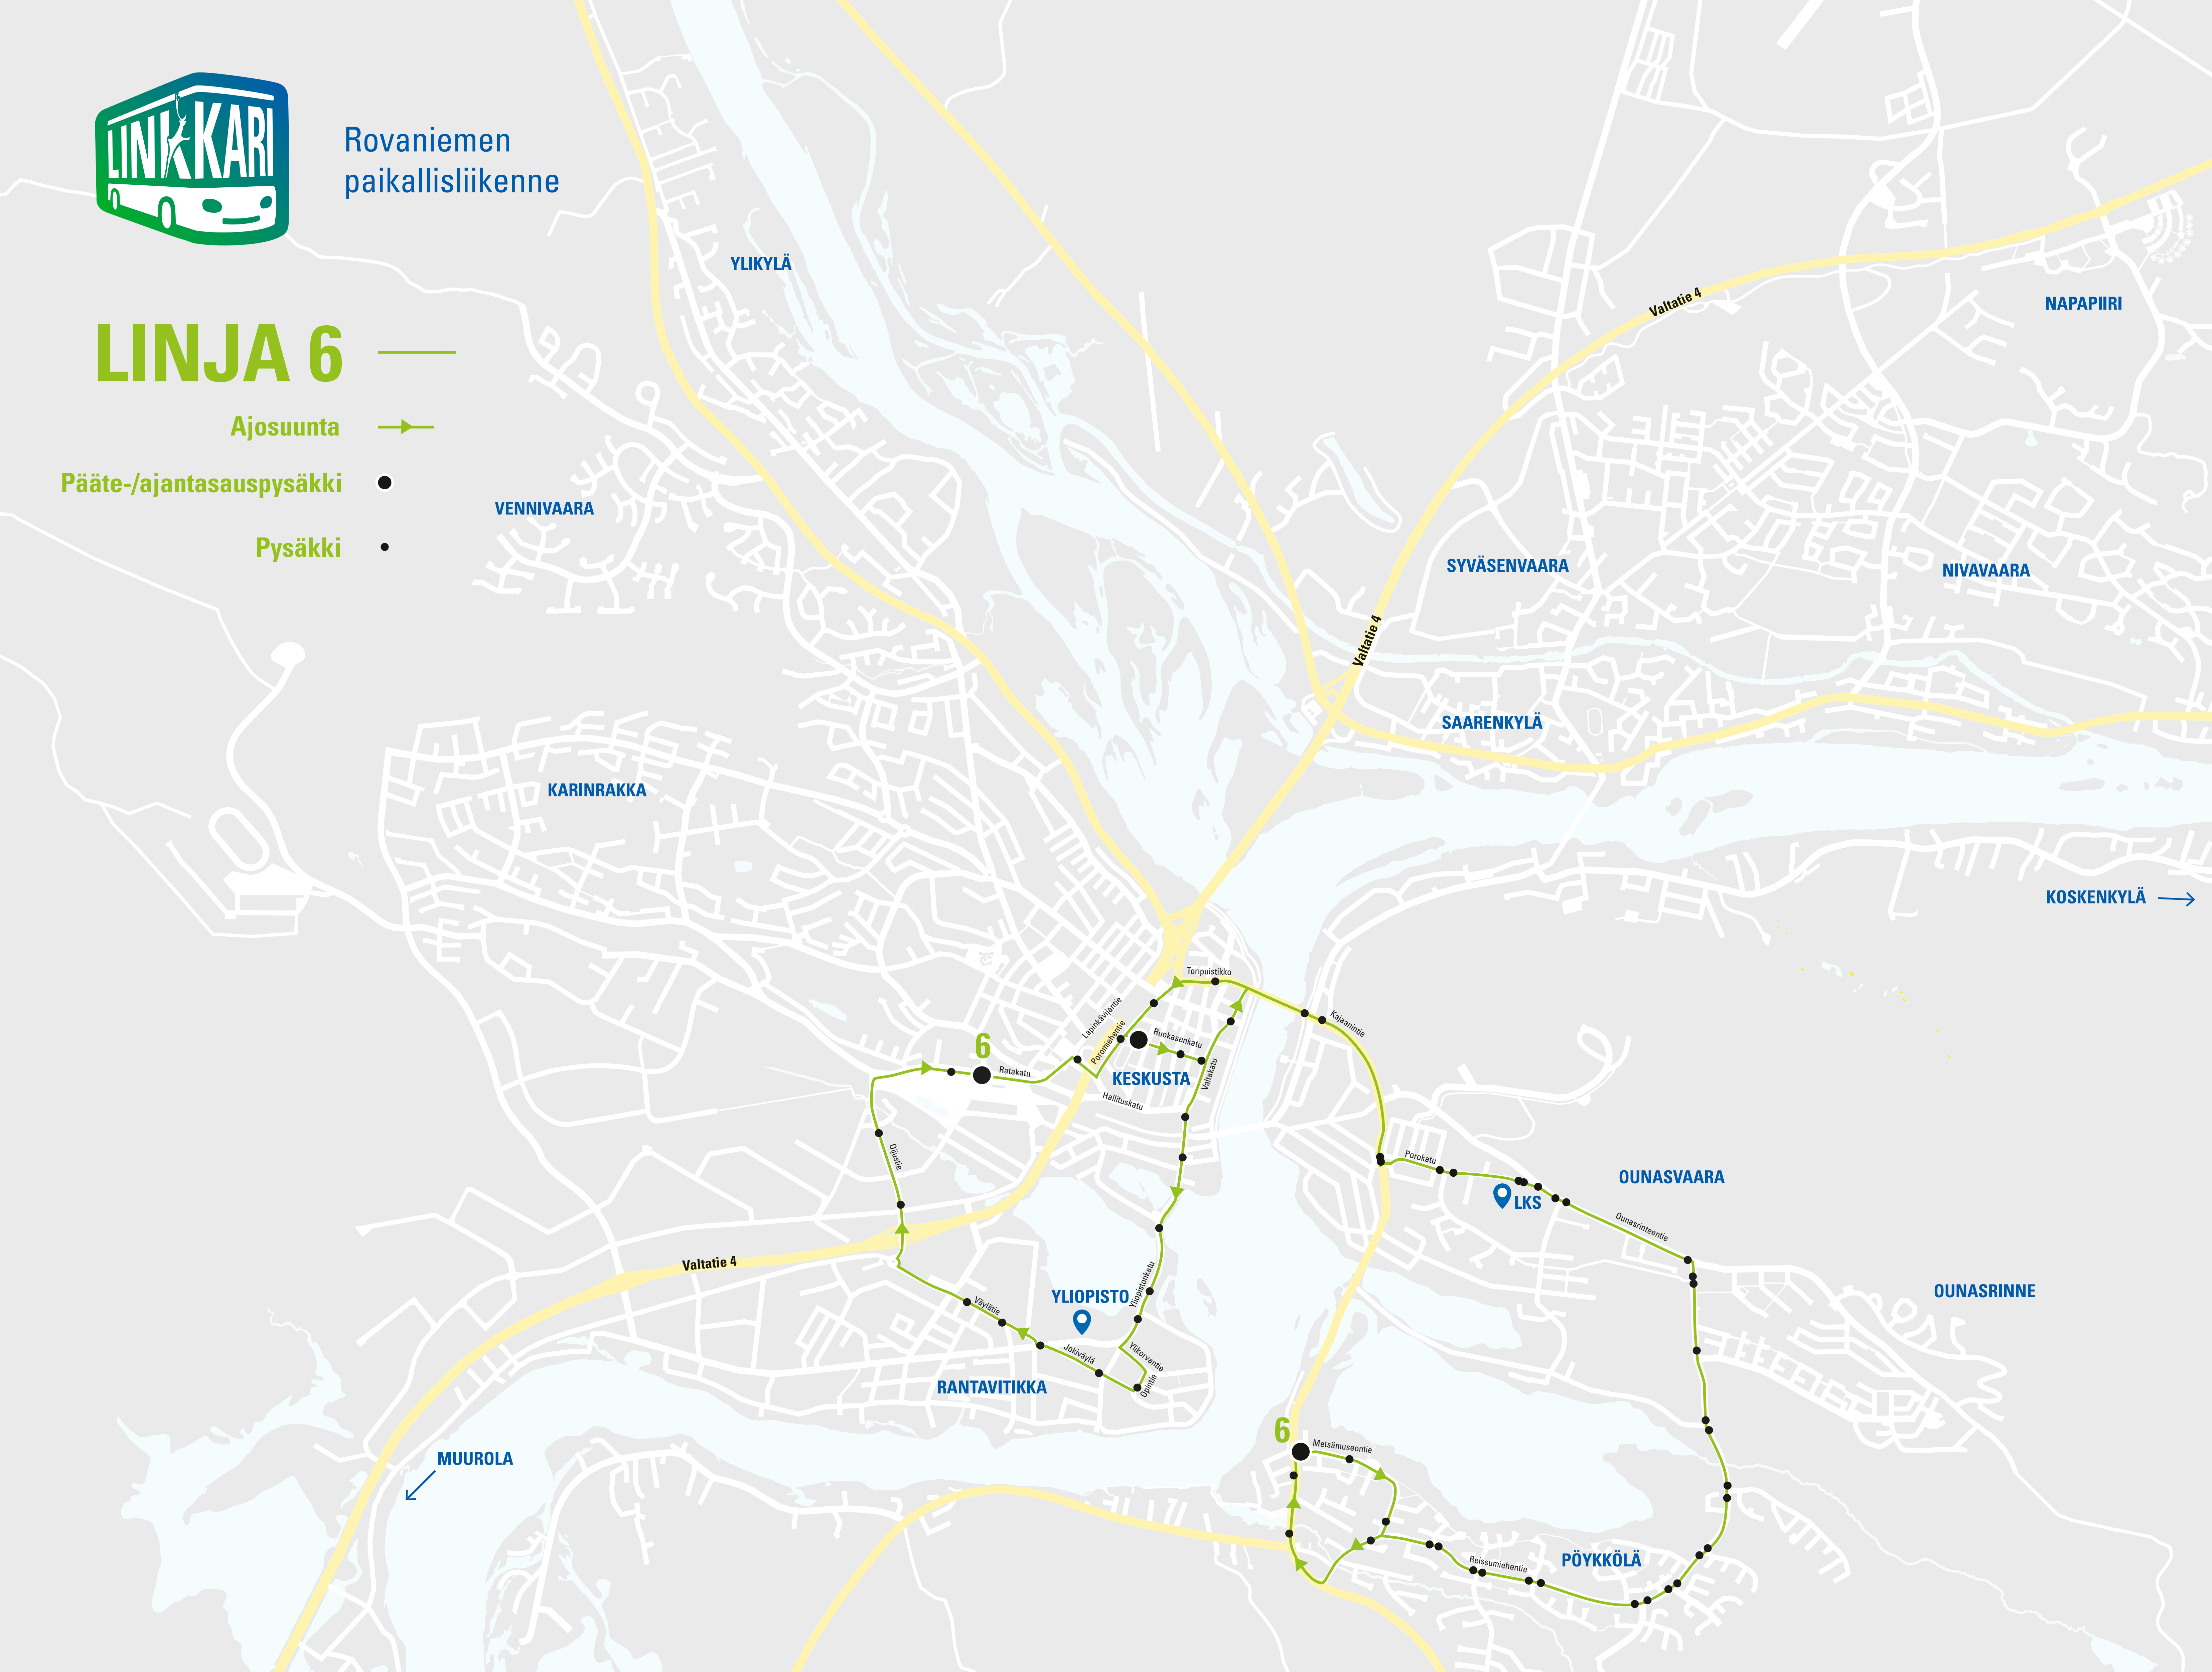 LINKKARI
Rovaniemen
paikallisliikenne
LINJA 6
Ajosuunta
Pääte-/ajantasauspysäkki
Pysäkki
YLIKYLÄ
Valtatie 4
NAPAPIIRI
VENNIVAARA
SYVÄSENVAARA
NIVAVAARA
Valtatie 4
SAARENKYLÄ
KARINRAKKA
KOSKENKYLÄ
Toripuistikko
Lapinkävijäntie
Poromiehentie
Kajaanintie
Ruokasenkatu
6
Ratakatu
KESKUSTA
Valtakatu
Hallituskatu
Oijustie
Porokatu
OUNASVAARA
LKS
Ounasrinteentie
Valtatie 4
YLIOPISTO
Yliopistonkatu
OUNASRINNE
Väylätie
Jokiväylä
Ylikorvantie
Opintie
RANTAVITIKKA
6
Metsämuseontie
MUUROLA
Reissumiehentie
PÖYKKÖLÄ